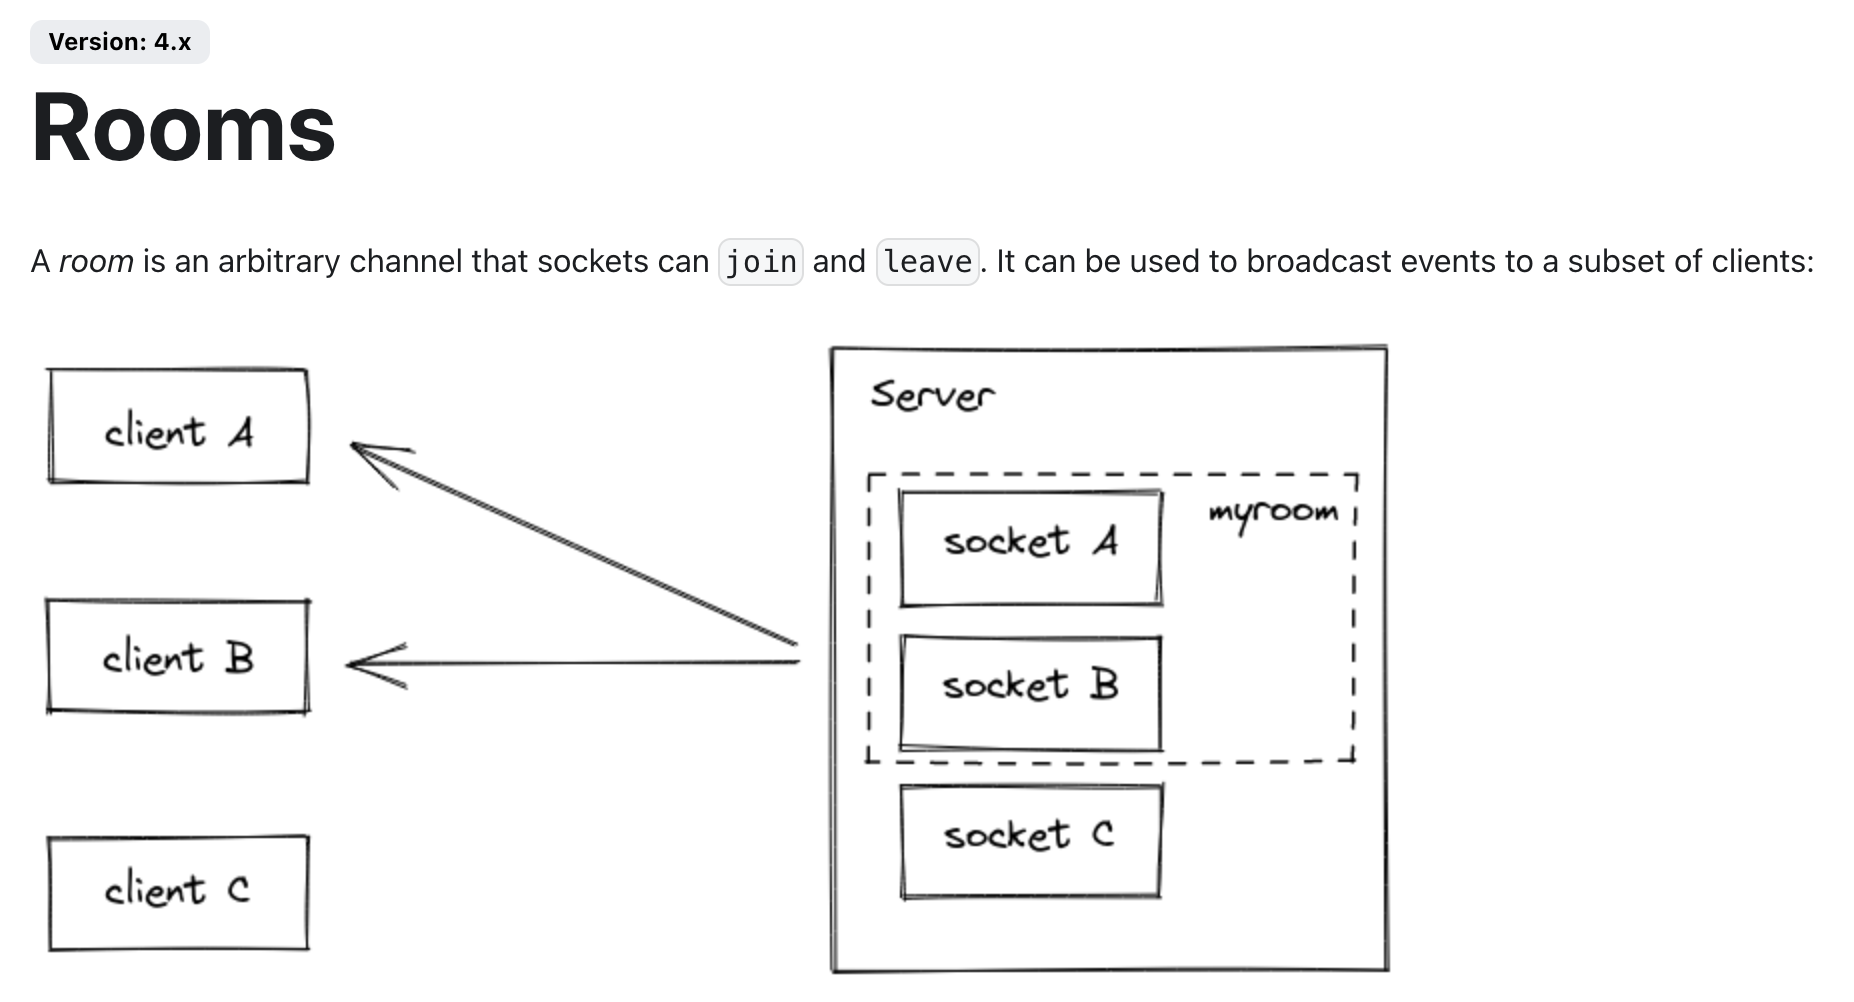 Version: 4.x
Rooms
A room is an arbitrary channel that sockets can join and leave. It can be used to broadcast events to a subset of clients:
client A
client B
client C
Server
myroom
socket A
socket B
socket C